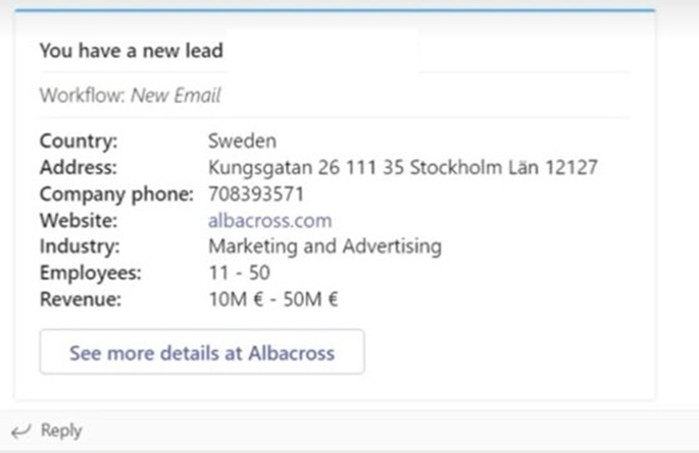 You have a new lead
Workflow: New Email
Country: Sweden
Address: Kungsgatan 26 111 35 Stockholm Län 12127
Company phone: 708393571
Website: albacross.com
Industry: Marketing and Advertising
Employees: 11 - 50
Revenue: 10M € - 50M €
See more details at Albacross
Reply